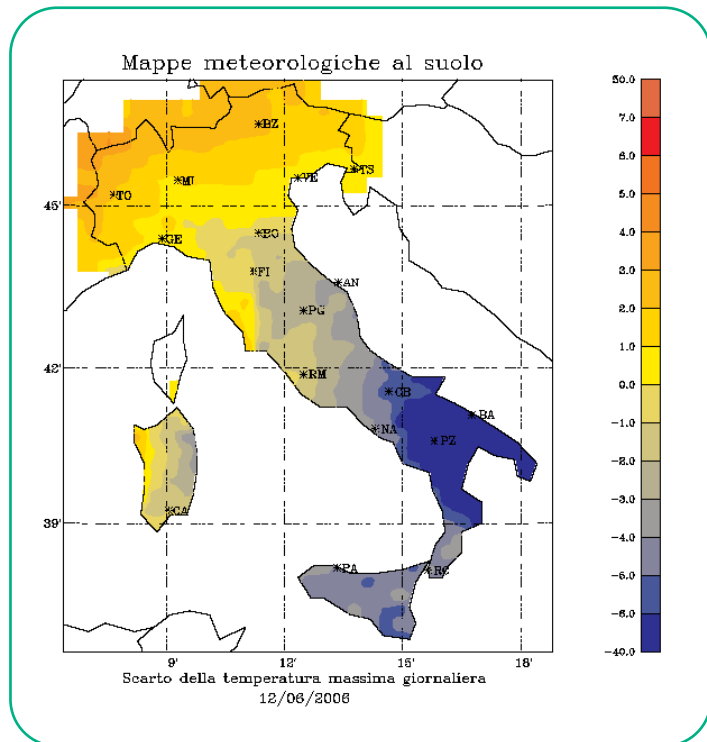 Mappe meteorologiche al suolo
50.0
7.0
6.0
5.0
4.0
3.0
2.0
1.0
0.0
-1.0
-2.0
-3.0
-4.0
-5.0
-6.0
-40.0
BZ
TS
MI
VE
TO
45'
GE
BO
FI
AN
PG
42'
RM
CB
BA
NA
PZ
CA
39'
PA
RC
9'
12'
15'
18'
Scarto della temperatura massima giornaliera
12/06/2006